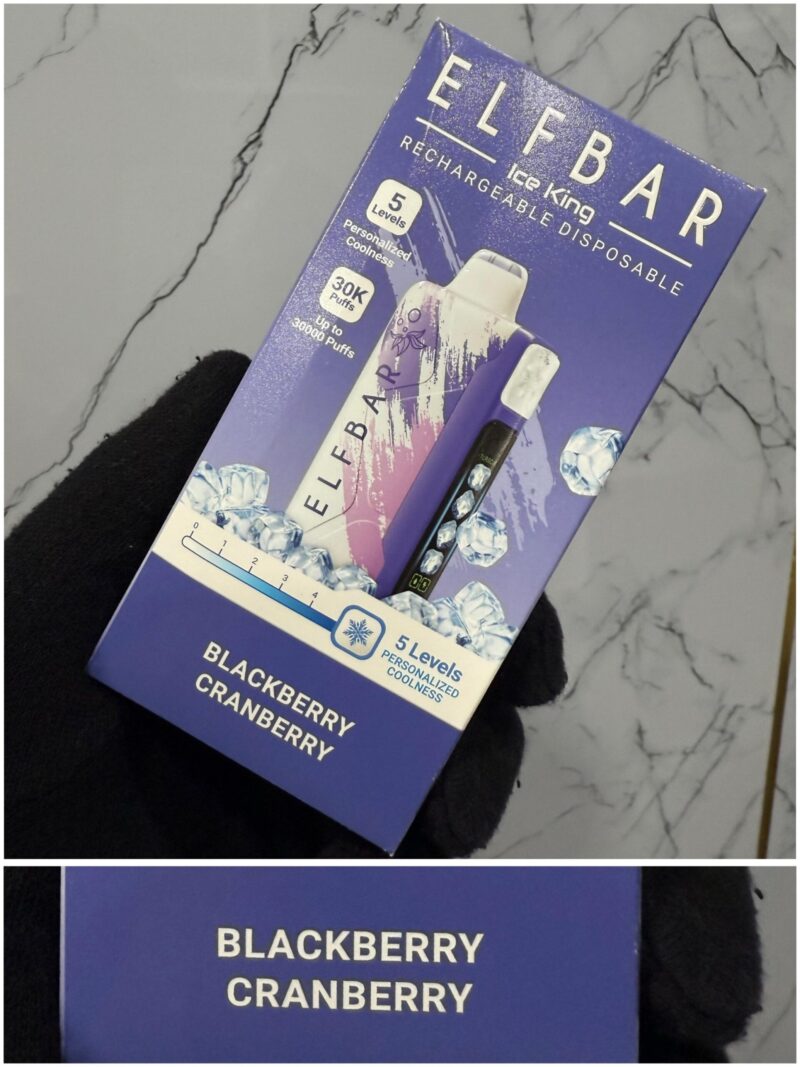 ELFBAR
Ice King
RECHARGEABLE DISPOSABLE
5
Levels
Personalized
Coolness
30K
Puffs
Up to
30000 Puffs
ELFBAR
0
1
2
3
4
5 Levels
PERSONALIZED
COOLNESS
BLACKBERRY
CRANBERRY
BLACKBERRY
CRANBERRY